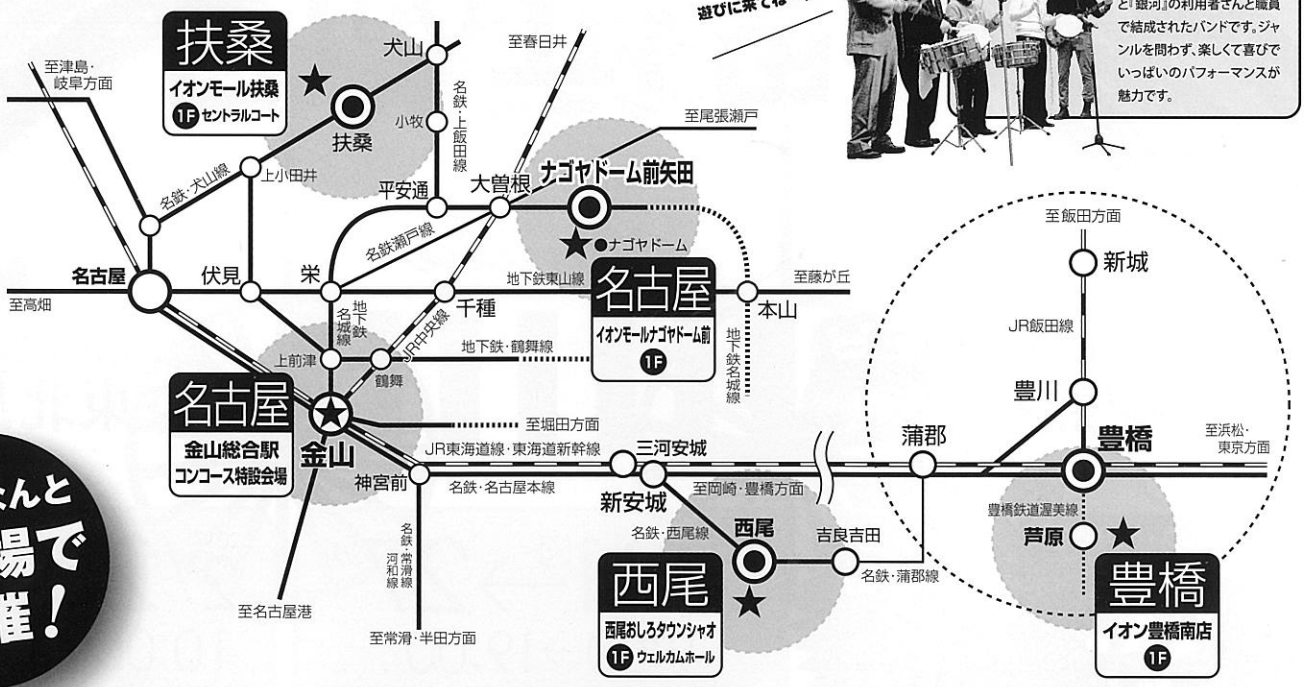 遊びに来てね
と『銀河』の利用者さんと職員
で結成されたバンドです。ジャ
ンルを問わず、楽しくて喜びで
いっぱいのパフォーマンスが
魅力です。
扶桑
イオンモール扶桑
1F セントラルコート
至津島・
岐阜方面
犬山
至春日井
名鉄・上飯田線
小牧
扶桑
至尾張瀬戸
名鉄・犬山線
上小田井
平安通
大曽根
ナゴヤドーム前矢田
名鉄瀬戸線
●ナゴヤドーム
名古屋
伏見
栄
地下鉄東山線
千種
至高畑
至藤が丘
本山
名古屋
イオンモールナゴヤドーム前
1F
地下鉄
名城線
JR中央線
地下鉄・鶴舞線
上前津
鶴舞
地下鉄名城線
名古屋
金山総合駅
コンコース特設会場
金山
至堀田方面
JR東海道線・東海道新幹線
三河安城
神宮前
名鉄・名古屋本線
新安城
至岡崎・豊橋方面
名鉄・常滑線
河和線
至名古屋港
至常滑・半田方面
名鉄・西尾線
西尾
吉良吉田
名鉄・蒲郡線
西尾
西尾おしろタウンシャオ
1F ウェルカムホール
至飯田方面
新城
JR飯田線
豊川
蒲郡
豊橋
至浜松・
東京方面
豊橋鉄道渥美線
芦原
豊橋
イオン豊橋南店
1F
なんと
場で
催!